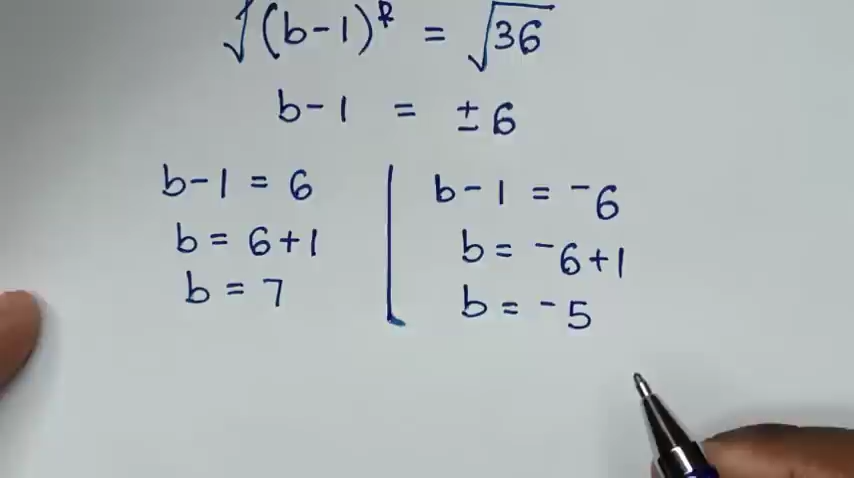 √(b-1)² = √36
b-1 = ±6
b-1 = 6
b = 6+1
b = 7
b-1 = -6
b = -6+1
b = -5